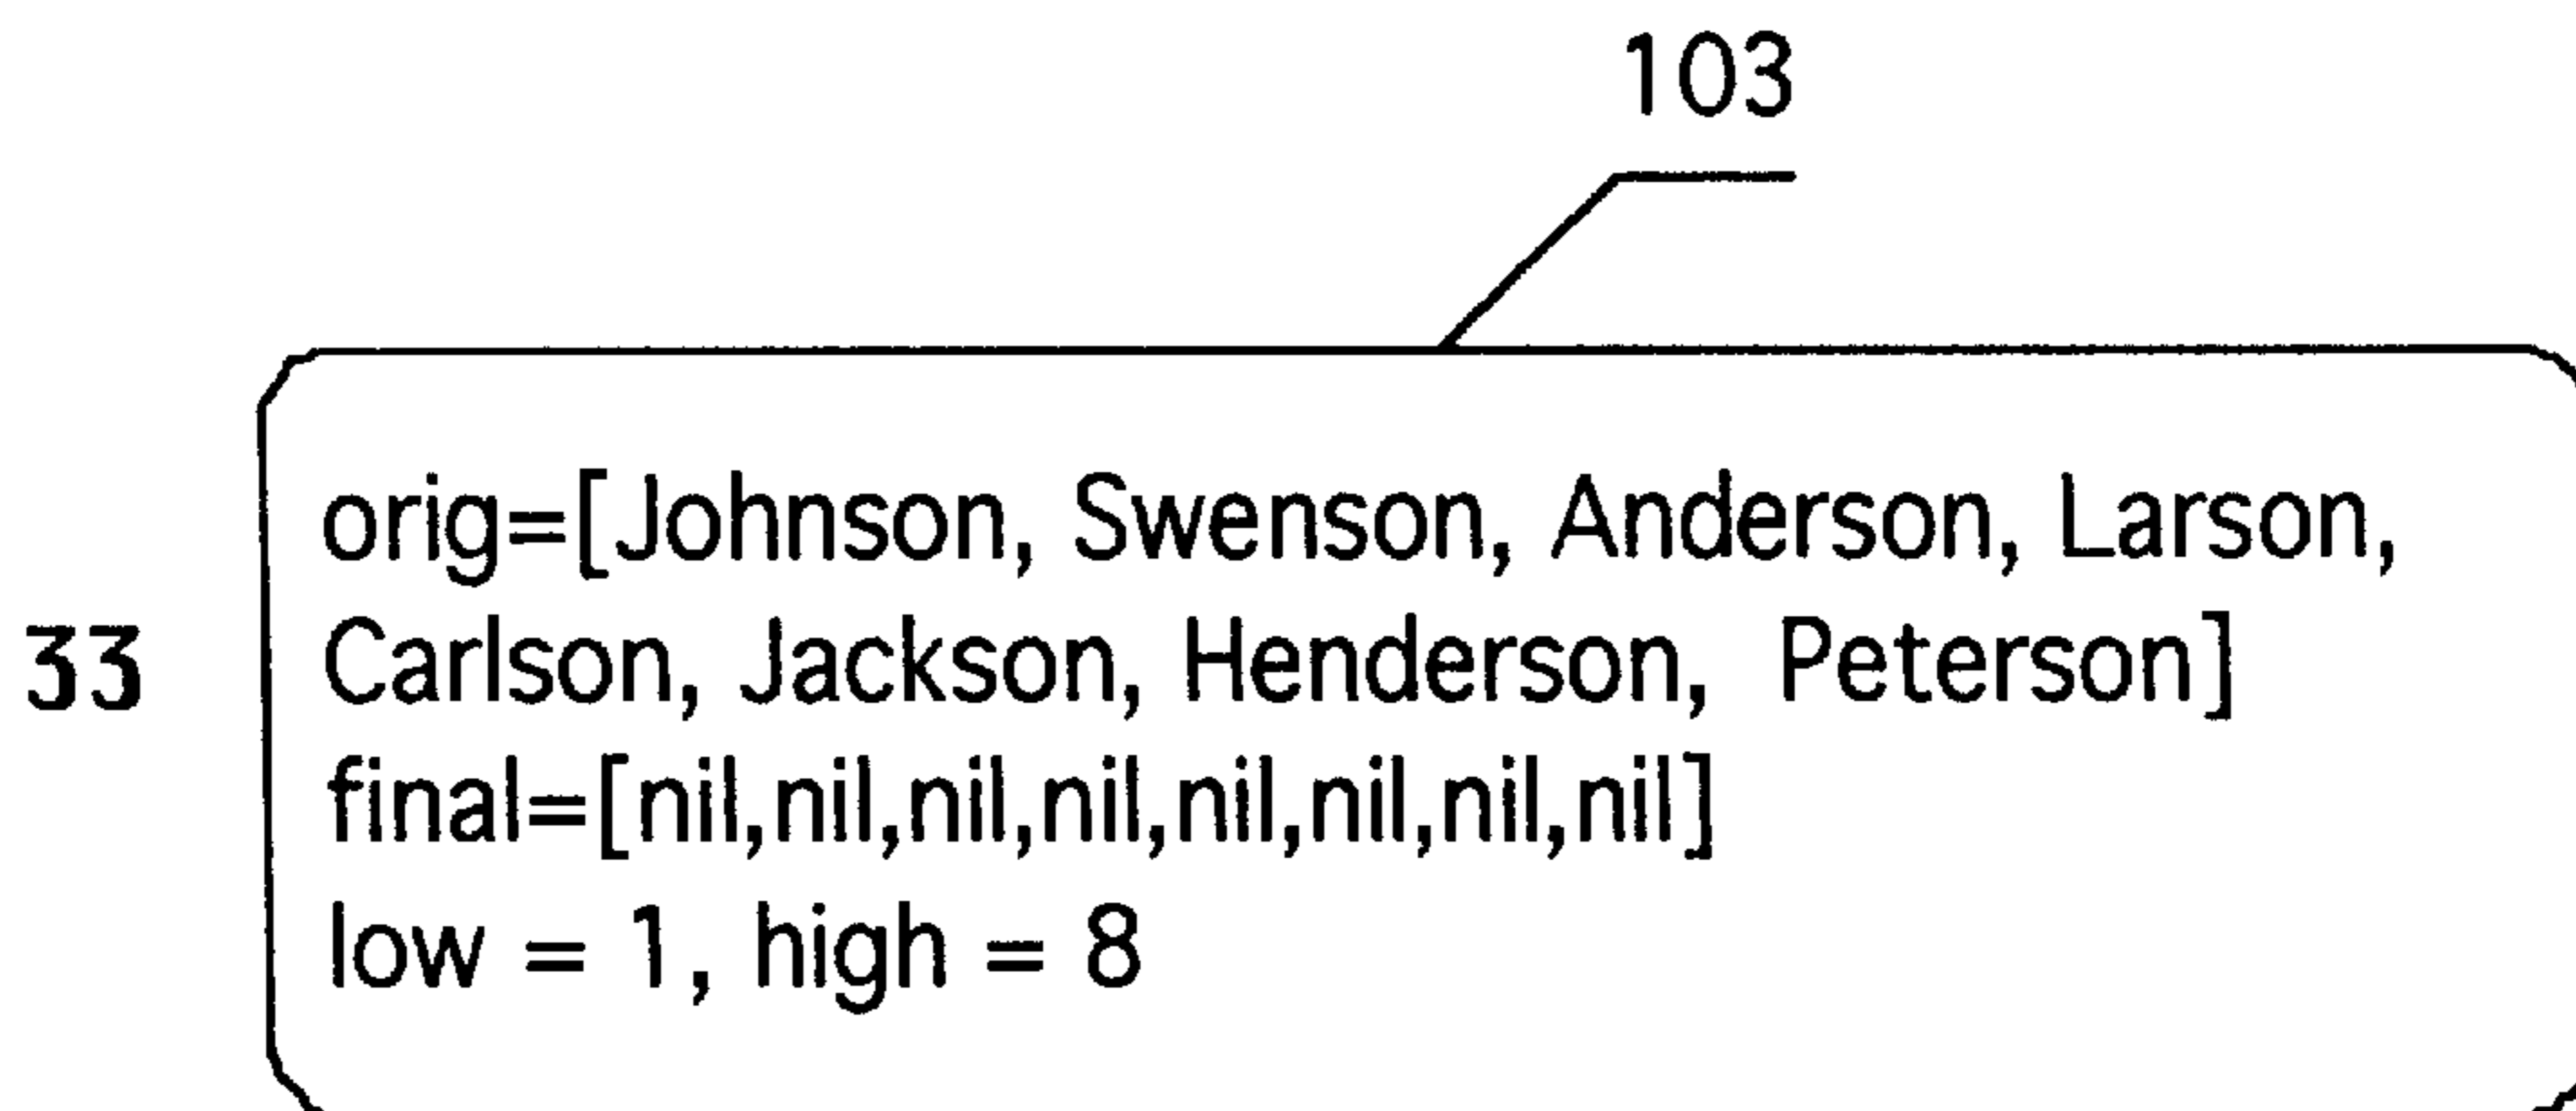 103
orig=[Johnson, Swenson, Anderson, Larson,
33 Carlson, Jackson, Henderson, Peterson]
final=[nil,nil,nil,nil,nil,nil,nil,nil]
low = 1, high = 8